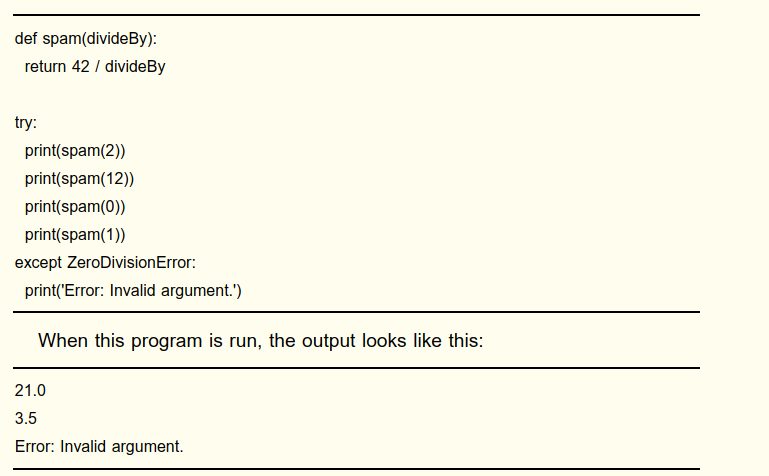 def spam(divideBy):
  return 42 / divideBy

try:
  print(spam(2))
  print(spam(12))
  print(spam(0))
  print(spam(1))
except ZeroDivisionError:
  print('Error: Invalid argument.')
When this program is run, the output looks like this:
21.0
3.5
Error: Invalid argument.